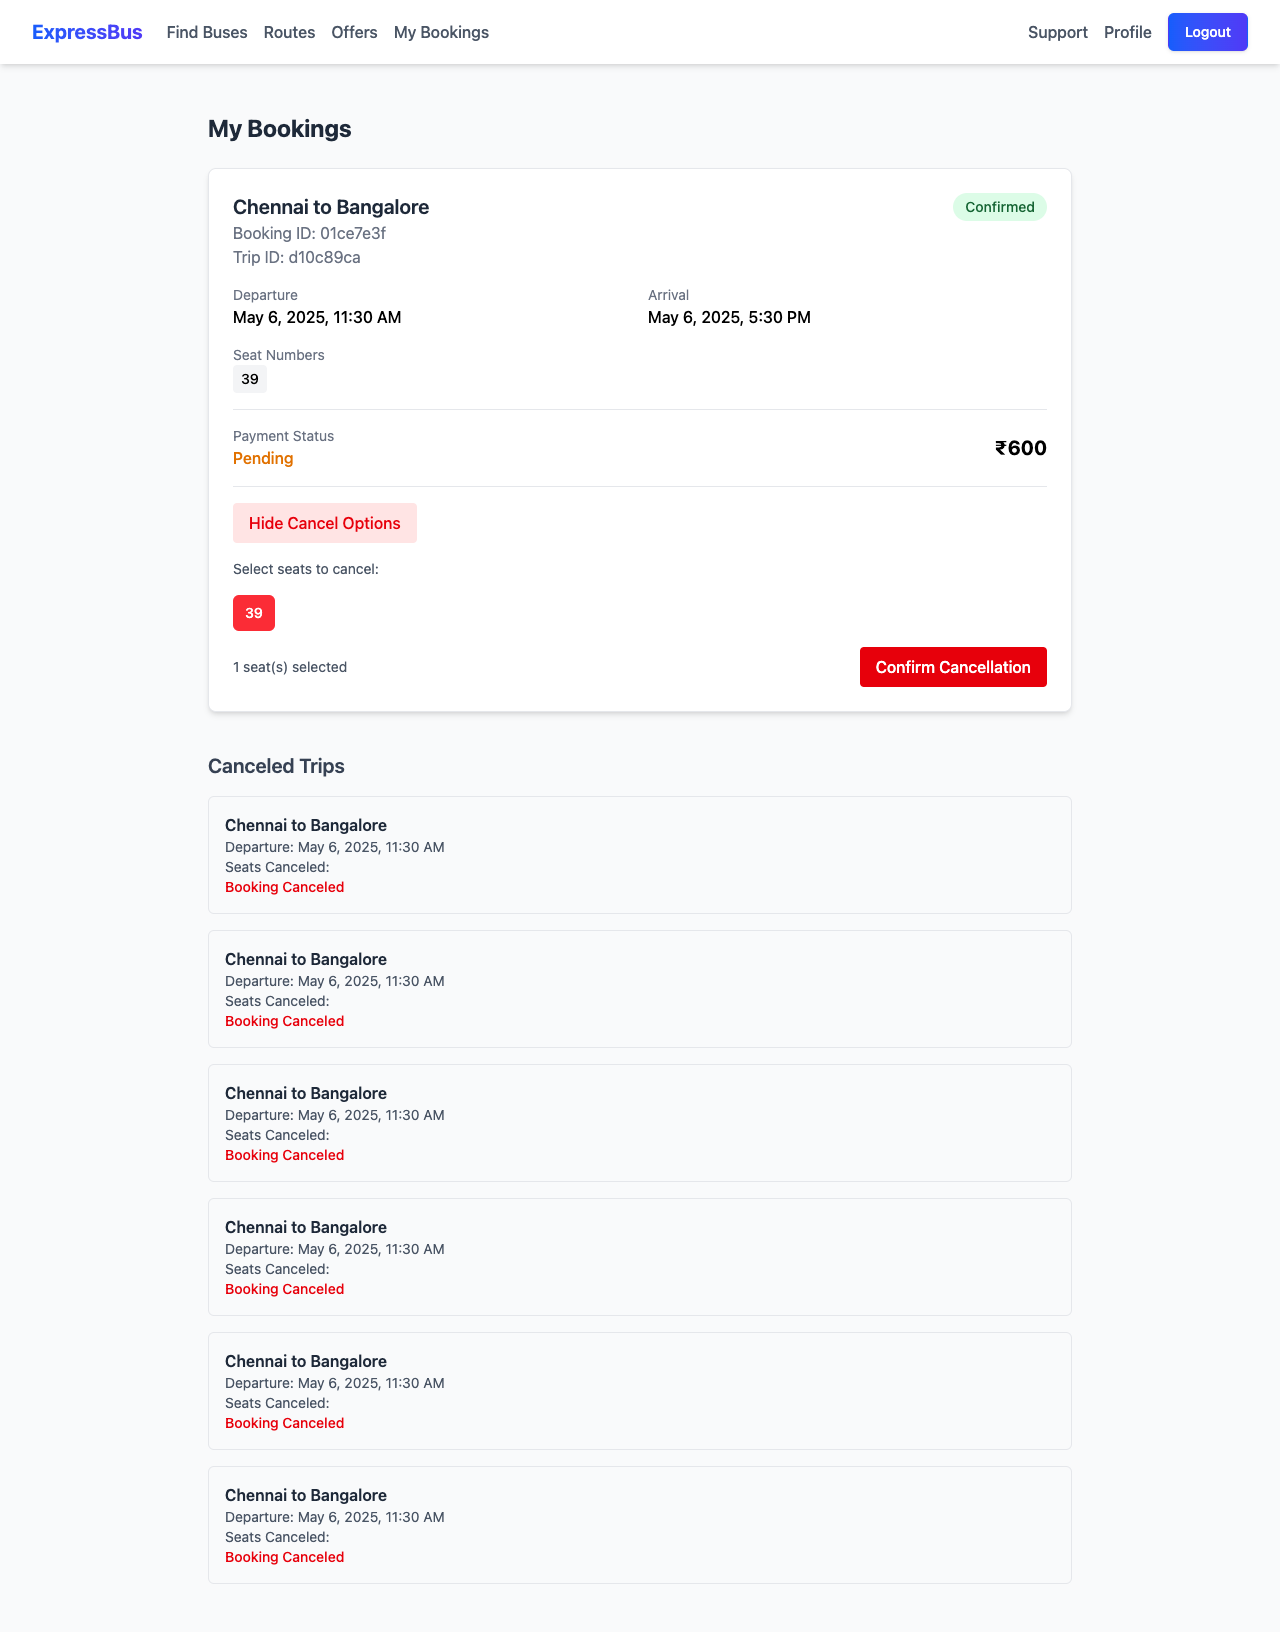 ExpressBus Find Buses Routes Offers My Bookings Support Profile Logout
My Bookings
Chennai to Bangalore Confirmed
Booking ID: 01ce7e3f
Trip ID: d10c89ca
Departure Arrival
May 6, 2025, 11:30 AM May 6, 2025, 5:30 PM
Seat Numbers
39
Payment Status
Pending ₹600
Hide Cancel Options
Select seats to cancel:
39
1 seat(s) selected Confirm Cancellation
Canceled Trips
Chennai to Bangalore
Departure: May 6, 2025, 11:30 AM
Seats Canceled:
Booking Canceled
Chennai to Bangalore
Departure: May 6, 2025, 11:30 AM
Seats Canceled:
Booking Canceled
Chennai to Bangalore
Departure: May 6, 2025, 11:30 AM
Seats Canceled:
Booking Canceled
Chennai to Bangalore
Departure: May 6, 2025, 11:30 AM
Seats Canceled:
Booking Canceled
Chennai to Bangalore
Departure: May 6, 2025, 11:30 AM
Seats Canceled:
Booking Canceled
Chennai to Bangalore
Departure: May 6, 2025, 11:30 AM
Seats Canceled:
Booking Canceled